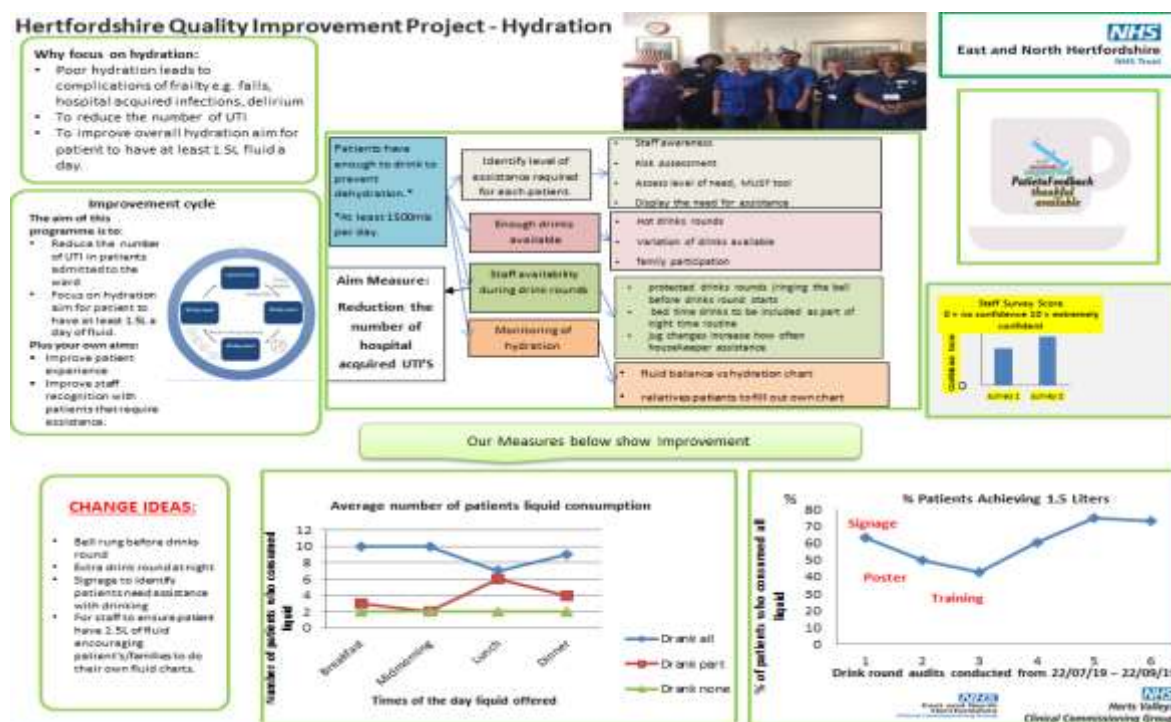 Hertfordshire Quality Improvement Project - Hydration
NHS
East and North Hertfordshire
NHS Trust
Why focus on hydration:
• Poor hydration leads to
complications of frailty e.g. falls,
hospital acquired infections, delirium
• To reduce the number of UTI
• To improve overall hydration aim for
patient to have at least 1.5L fluid a
day.
Improvement cycle
The aim of this
programme is to:
• Reduce the number
of UTI in patients
admitted to the
ward
• Focus on hydration
aim for patient to
have at least 1.5L a
day of fluid.
Plus your own aims:
• Improve patient
experience
• Improve staff
recognition with
patients that require
assistance.
Patients have
enough to drink to
prevent
dehydration.*
*At least 1500mls
per day.
Aim Measure:
Reduction the
number of
hospital
acquired UTI'S
Identify level of
assistance required
for each patient.
Enough drinks
available
Staff availability
during drink rounds
Monitoring of
hydration
• Staff awareness
• Risk assessment
• Assess level of need, MUST tool
• Display the need for assistance
• Hot drinks rounds
• Variation of drinks available
• family participation
• protected drinks rounds (ringing the bell
before drinks round starts
• bed time drinks to be included as part of
night time routine
• jug changes increase how often
housekeeper assistance
• fluid balance vs hydration chart
• relatives patients to fill out own chart
thankful
available
Staff Survey Score
0 = no confidence 10 = extremely
confident
0
survey 1
survey 2
Our Measures below show Improvement
CHANGE IDEAS:
• Bell rung before drinks
round
• Extra drink round at night
• Signage to identify
patients need assistance
with drinking
• For staff to ensure patient
have 1.5L of fluid
encouraging
patient's/families to do
their own fluid charts.
Average number of patients liquid consumption
Number of patients who consumed
liquid
12
10
8
6
4
2
0
Breakfast
Midmorning
Lunch
Dinner
Times of the day liquid offered
Drank all
Drank part
Drank none
%
% Patients Achieving 1.5 Liters
% of patients who consumed all
liquid
80
70
60
50
40
30
20
10
0
Signage
Poster
Training
1 2 3 4 5 6
Drink round audits conducted from 22/07/19 – 22/09/19
NHS
East and North
Hertfordshire
Clinical Commissioning Group
NHS
Herts Valleys
Clinical Commissioning Group